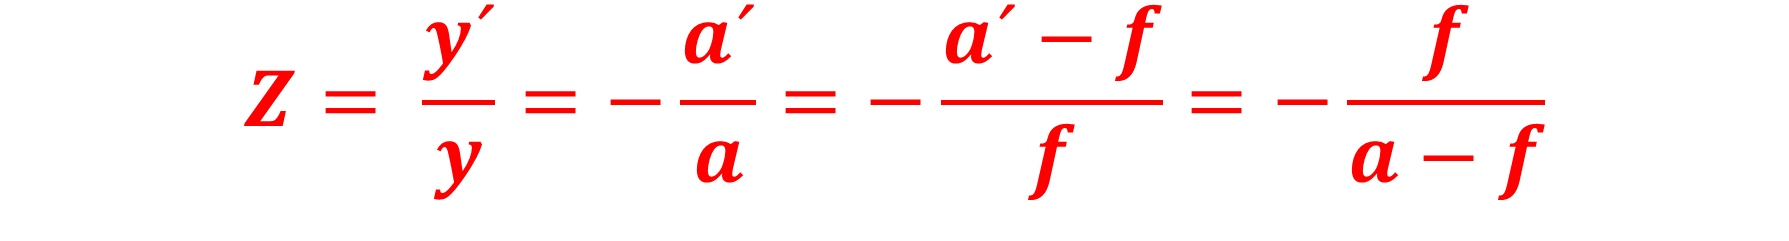 Z = y′/y = − a′/a = − (a′ − f)/f = − f/(a − f)